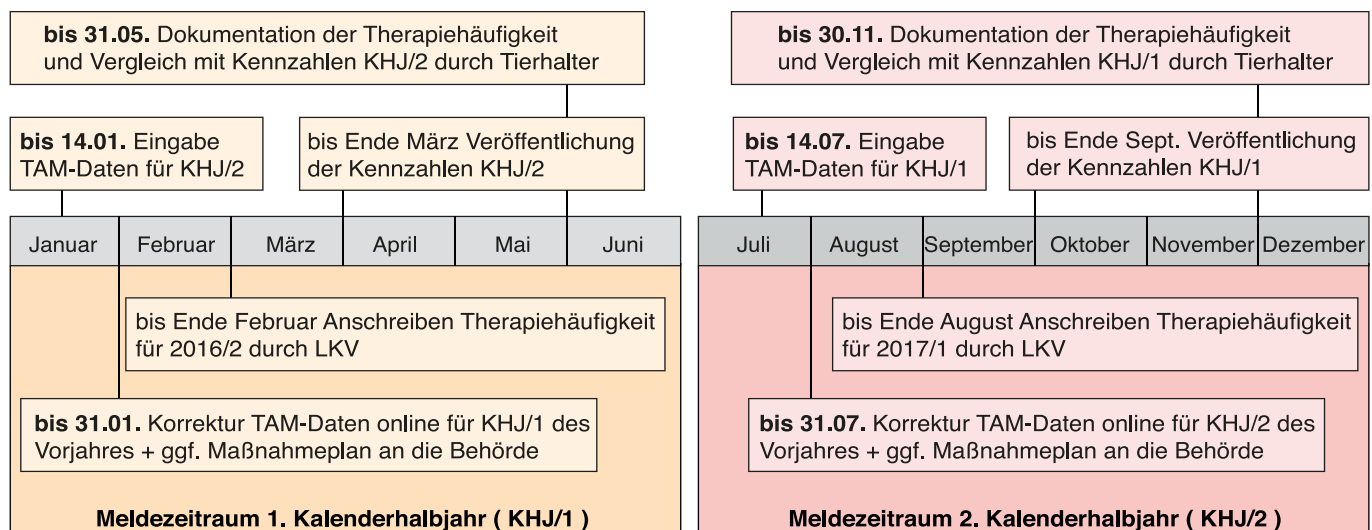 bis 31.05. Dokumentation der Therapiehäufigkeit
und Vergleich mit Kennzahlen KHJ/2 durch Tierhalter
bis 14.01. Eingabe
TAM-Daten für KHJ/2
bis Ende März Veröffentlichung
der Kennzahlen KHJ/2
Januar Februar März April Mai Juni
bis Ende Februar Anschreiben Therapiehäufigkeit
für 2016/2 durch LKV
bis 31.01. Korrektur TAM-Daten online für KHJ/1 des
Vorjahres + ggf. Maßnahmeplan an die Behörde
Meldezeitraum 1. Kalenderhalbjahr ( KHJ/1 )
bis 30.11. Dokumentation der Therapiehäufigkeit
und Vergleich mit Kennzahlen KHJ/1 durch Tierhalter
bis 14.07. Eingabe
TAM-Daten für KHJ/1
bis Ende Sept. Veröffentlichung
der Kennzahlen KHJ/1
Juli August September Oktober November Dezember
bis Ende August Anschreiben Therapiehäufigkeit
für 2017/1 durch LKV
bis 31.07. Korrektur TAM-Daten online für KHJ/2 des
Vorjahres + ggf. Maßnahmeplan an die Behörde
Meldezeitraum 2. Kalenderhalbjahr ( KHJ/2 )